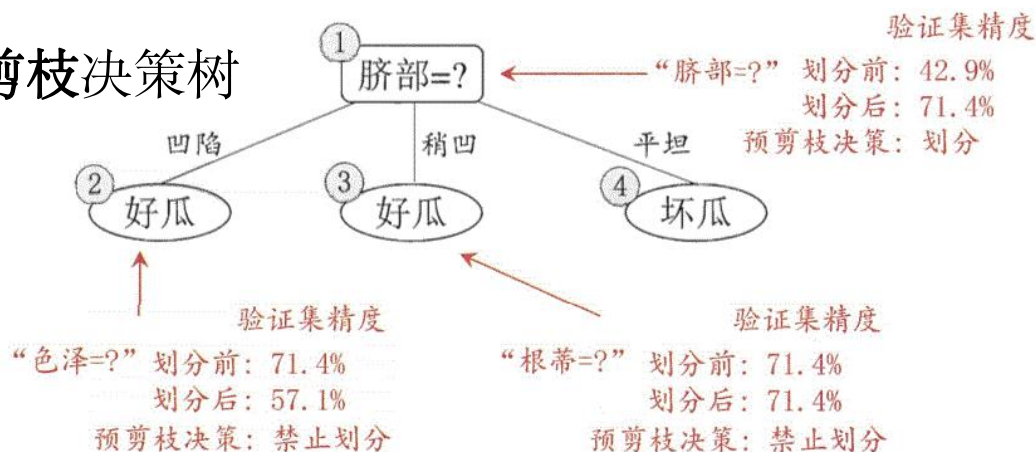 剪枝决策树
①
脐部=?
验证集精度
“脐部=?” 划分前: 42.9%
划分后: 71.4%
预剪枝决策: 划分
凹陷
稍凹
平坦
②
好瓜
③
好瓜
④
坏瓜
验证集精度
“色泽=?” 划分前: 71.4%
划分后: 57.1%
预剪枝决策: 禁止划分
验证集精度
“根蒂=?” 划分前: 71.4%
划分后: 71.4%
预剪枝决策: 禁止划分